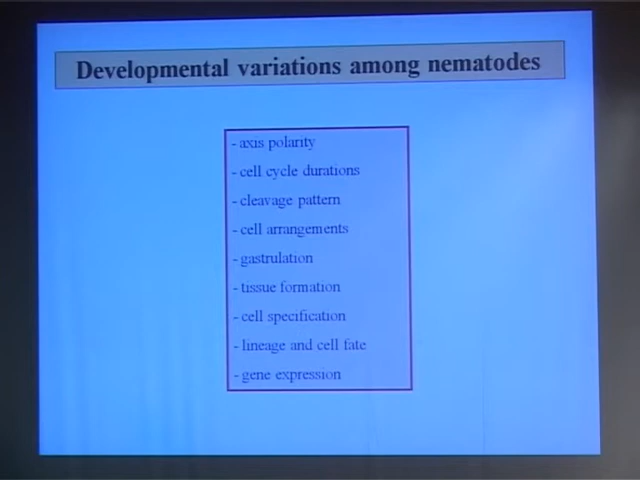 Developmental variations among nematodes
- axis polarity
- cell cycle durations
- cleavage pattern
- cell arrangements
- gastrulation
- tissue formation
- cell specification
- lineage and cell fate
- gene expression